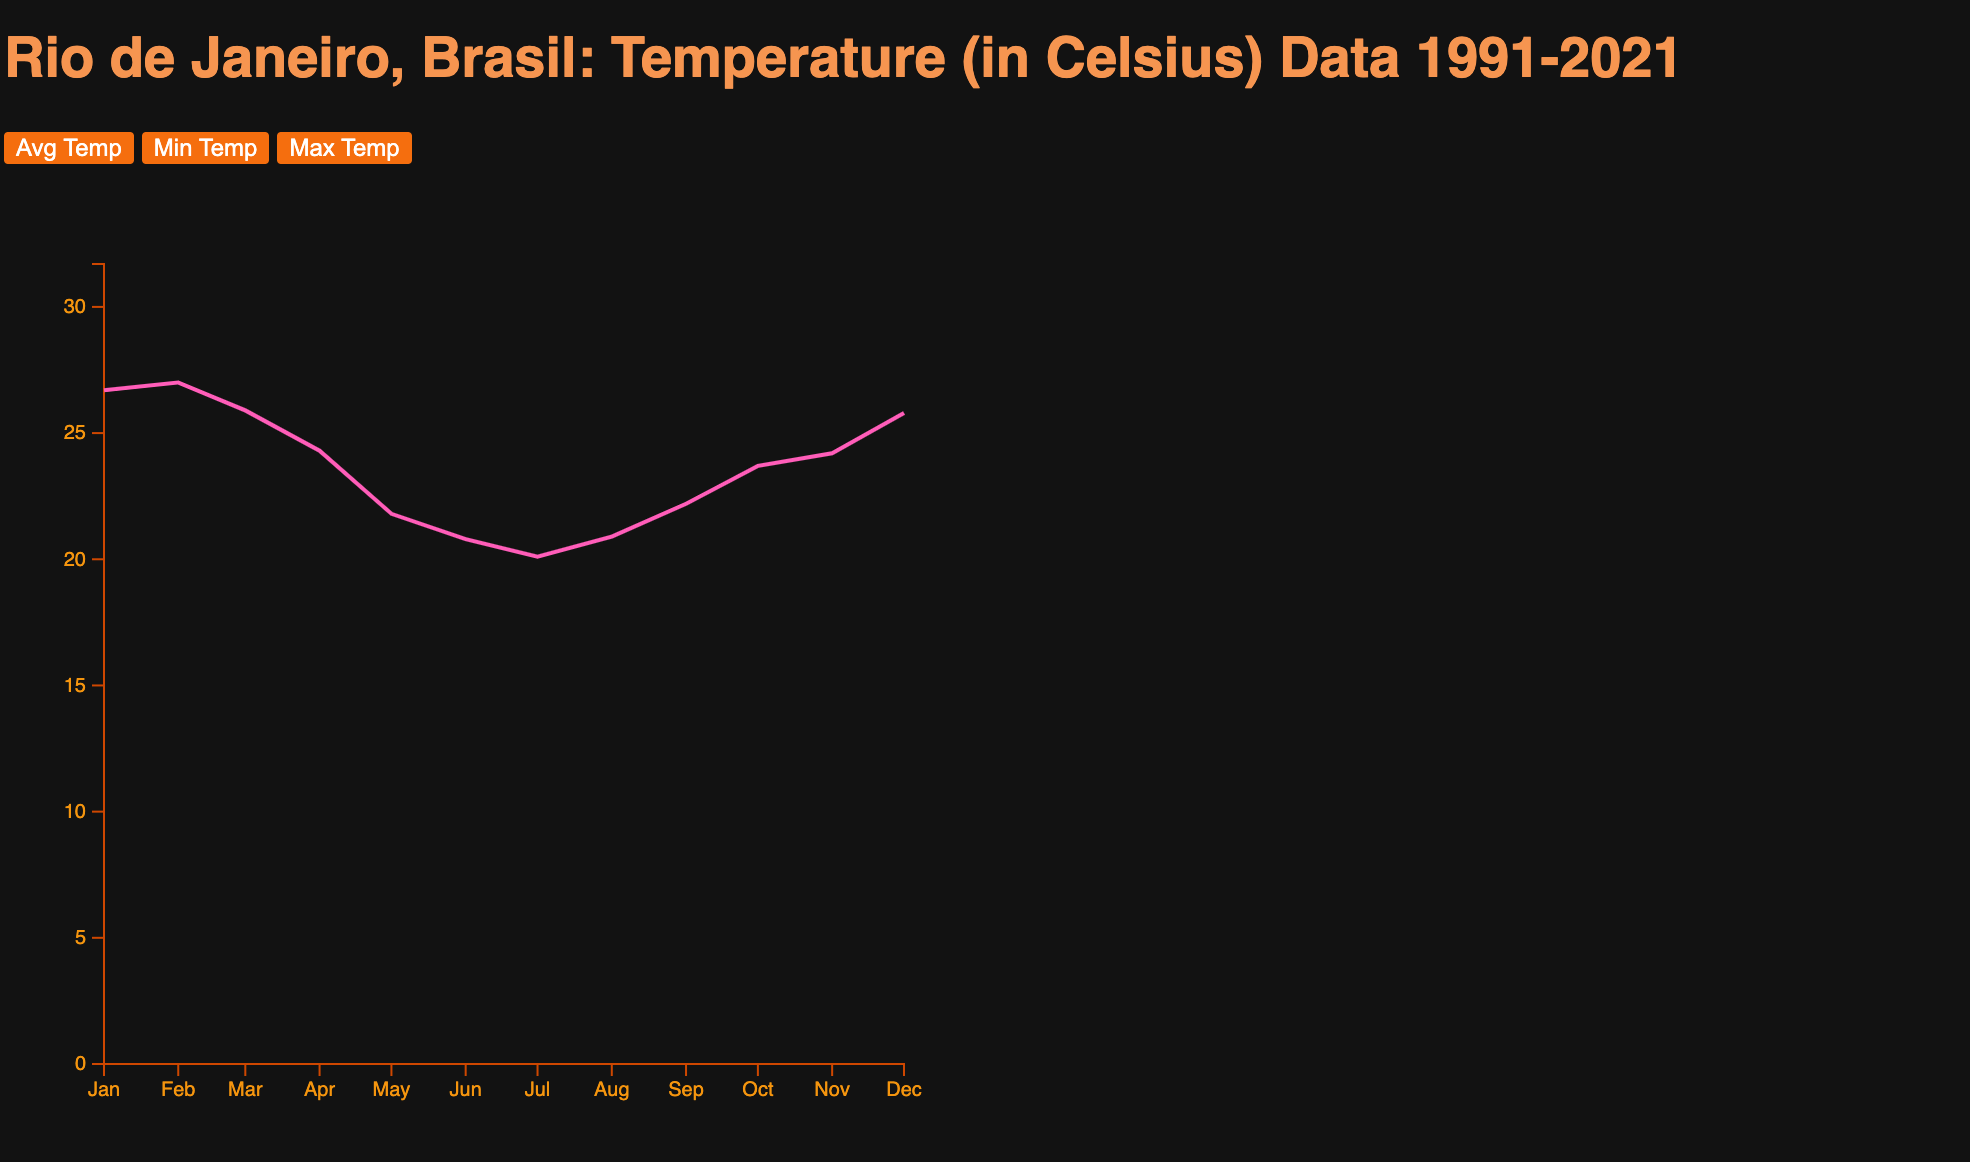 Rio de Janeiro, Brasil: Temperature (in Celsius) Data 1991-2021
Avg Temp Min Temp Max Temp
30
25
20
15
10
5
0
Jan Feb Mar Apr May Jun Jul Aug Sep Oct Nov Dec